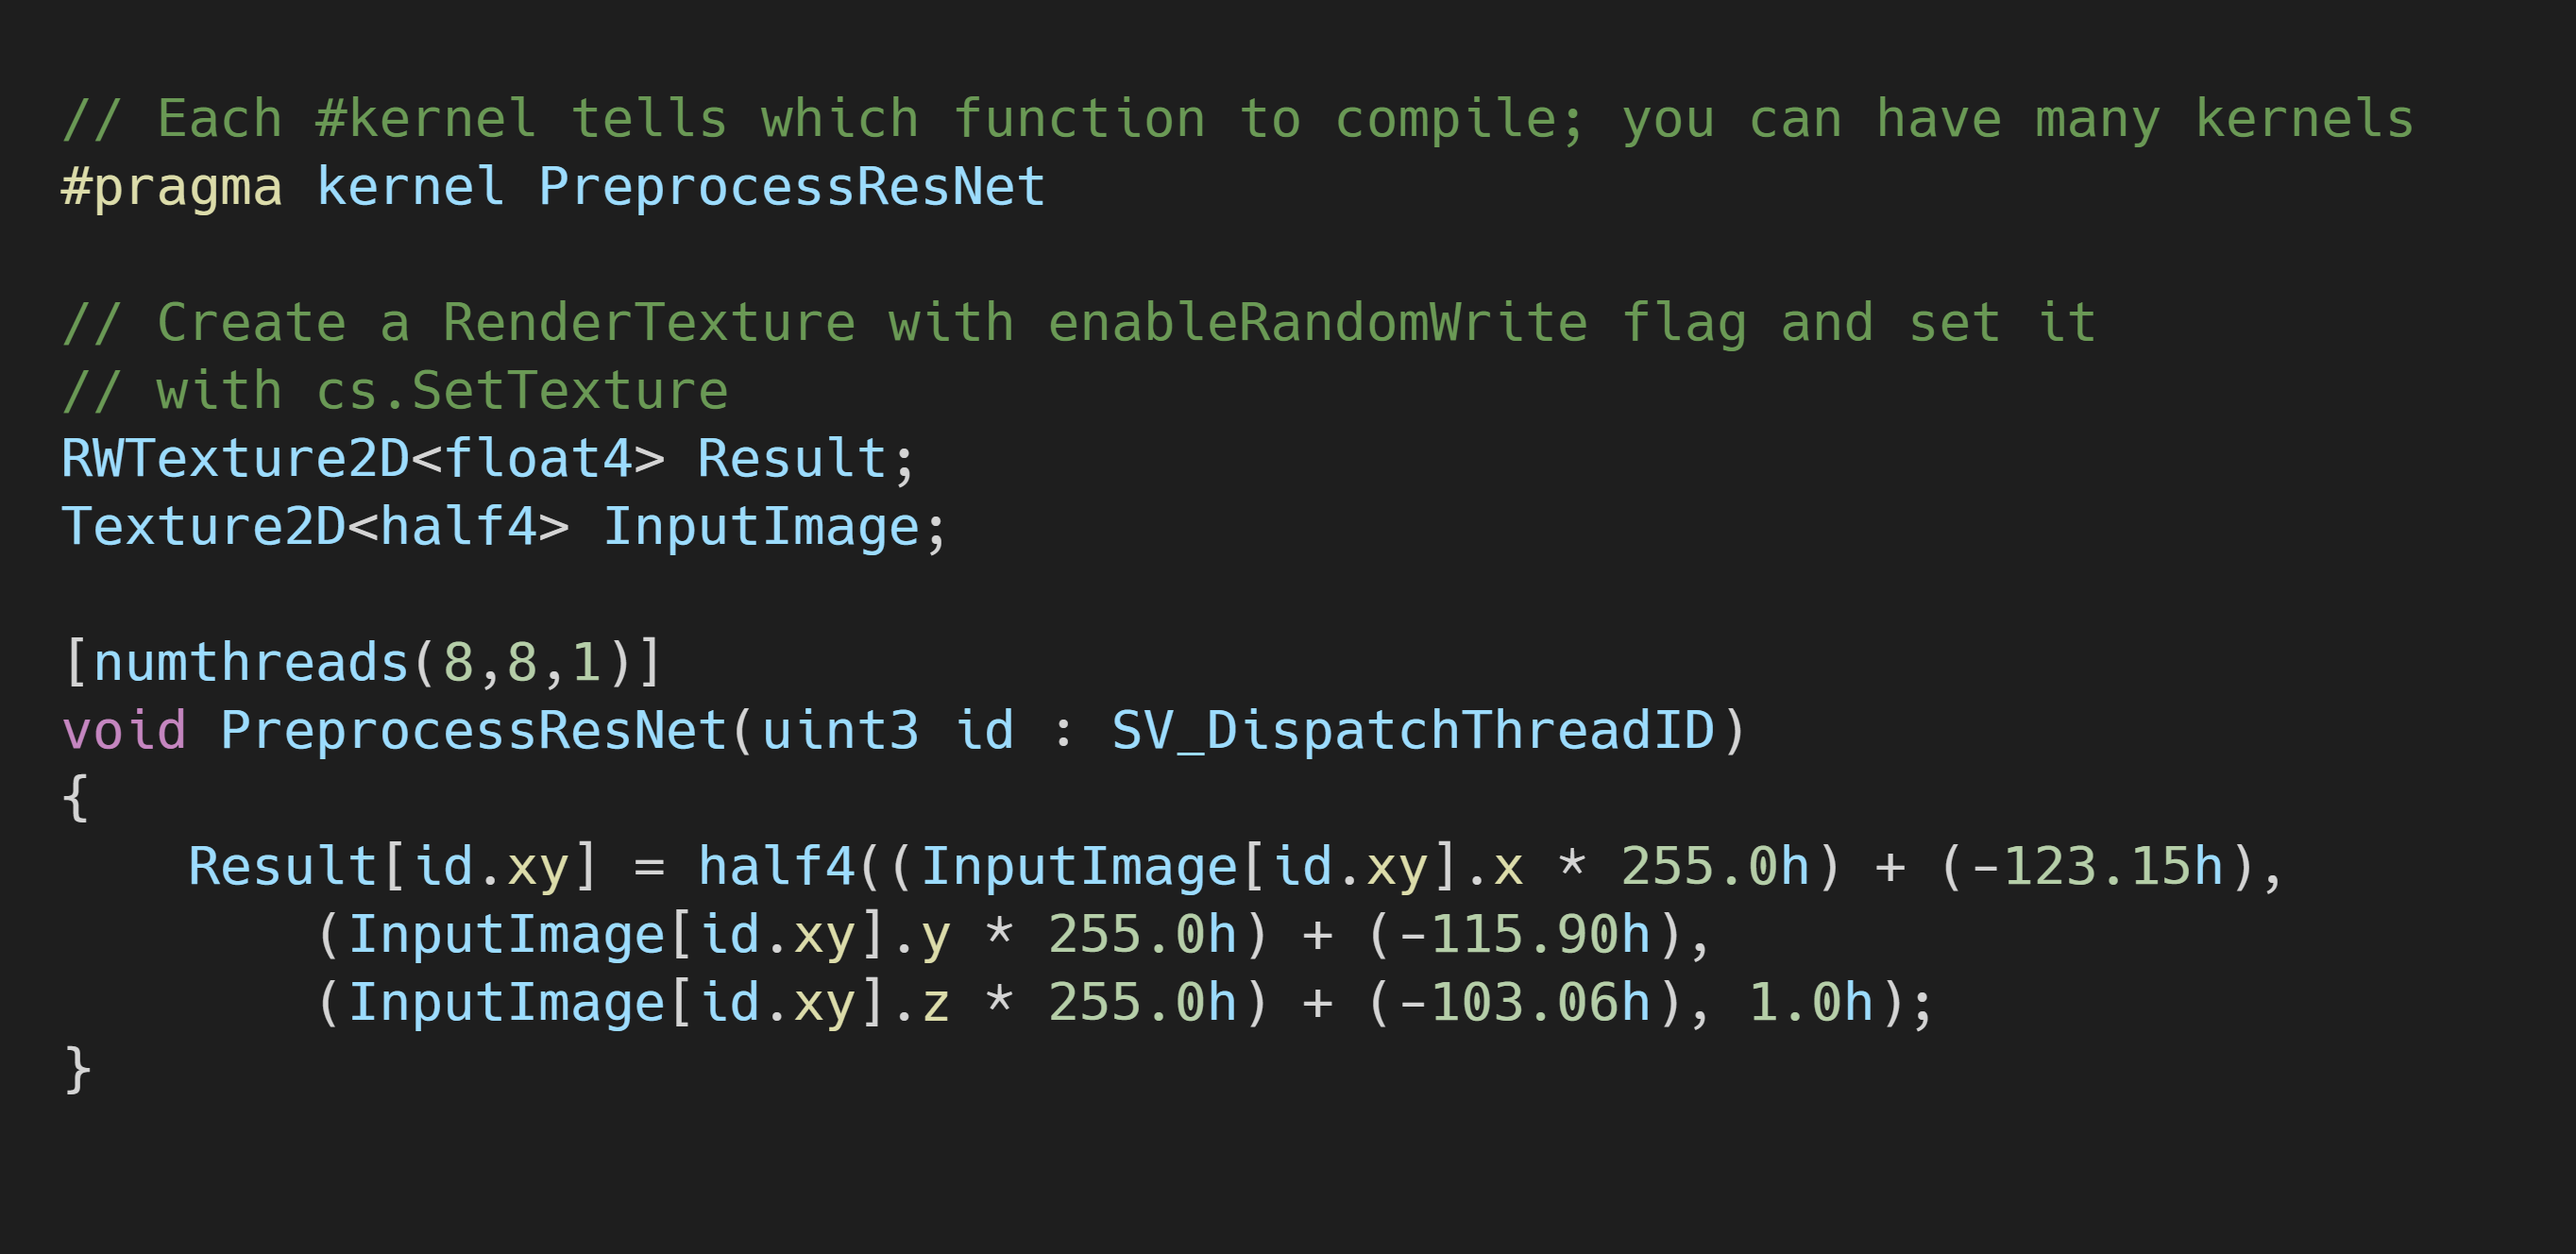 // Each #kernel tells which function to compile; you can have many kernels
#pragma kernel PreprocessResNet
// Create a RenderTexture with enableRandomWrite flag and set it
// with cs.SetTexture
RWTexture2D<float4> Result;
Texture2D<half4> InputImage;
[numthreads(8,8,1)]
void PreprocessResNet(uint3 id : SV_DispatchThreadID)
{
    Result[id.xy] = half4((InputImage[id.xy].x * 255.0h) + (-123.15h),
        (InputImage[id.xy].y * 255.0h) + (-115.90h),
        (InputImage[id.xy].z * 255.0h) + (-103.06h), 1.0h);
}